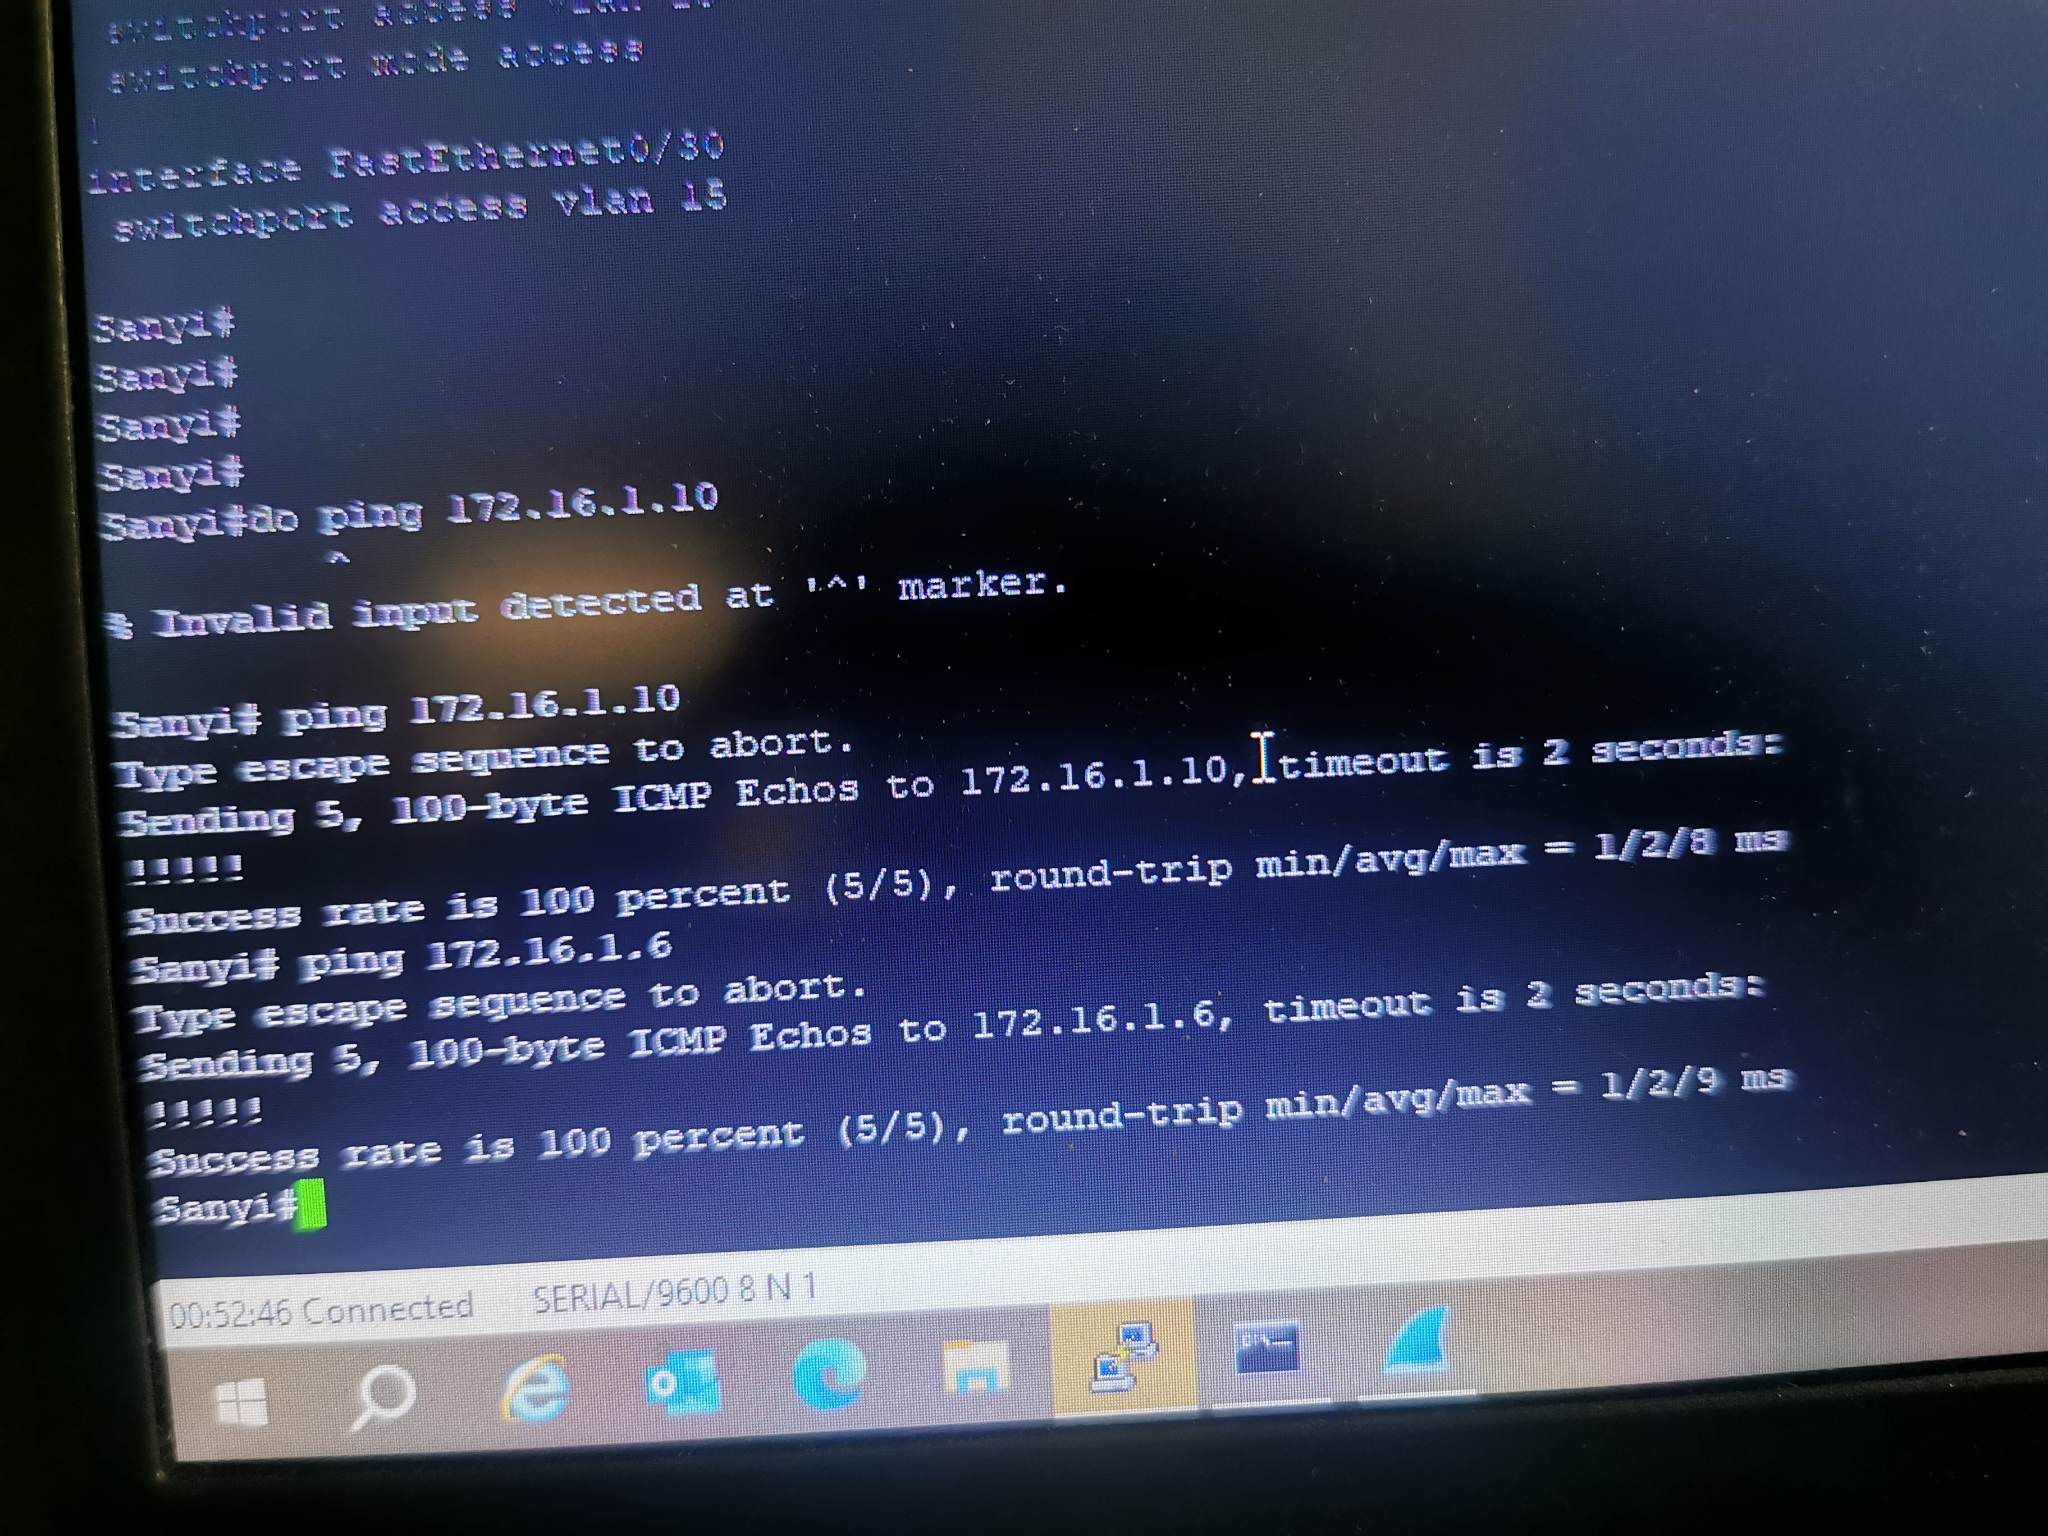 switchport access vlan
switchport mode access
!
interface FastEthernet0/30
switchport access vlan 15
Sanyi#
Sanyi#
Sanyi#
Sanyi#
Sanyi#do ping 172.16.1.10
^
% Invalid input detected at '^' marker.
Sanyi# ping 172.16.1.10
Type escape sequence to abort.
Sending 5, 100-byte ICMP Echos to 172.16.1.10, timeout is 2 seconds:
!!!!!
Success rate is 100 percent (5/5), round-trip min/avg/max = 1/2/8 ms
Sanyi# ping 172.16.1.6
Type escape sequence to abort.
Sending 5, 100-byte ICMP Echos to 172.16.1.6, timeout is 2 seconds:
!!!!!
Success rate is 100 percent (5/5), round-trip min/avg/max = 1/2/9 ms
Sanyi#
00:52:46 Connected SERIAL/9600 8 N 1